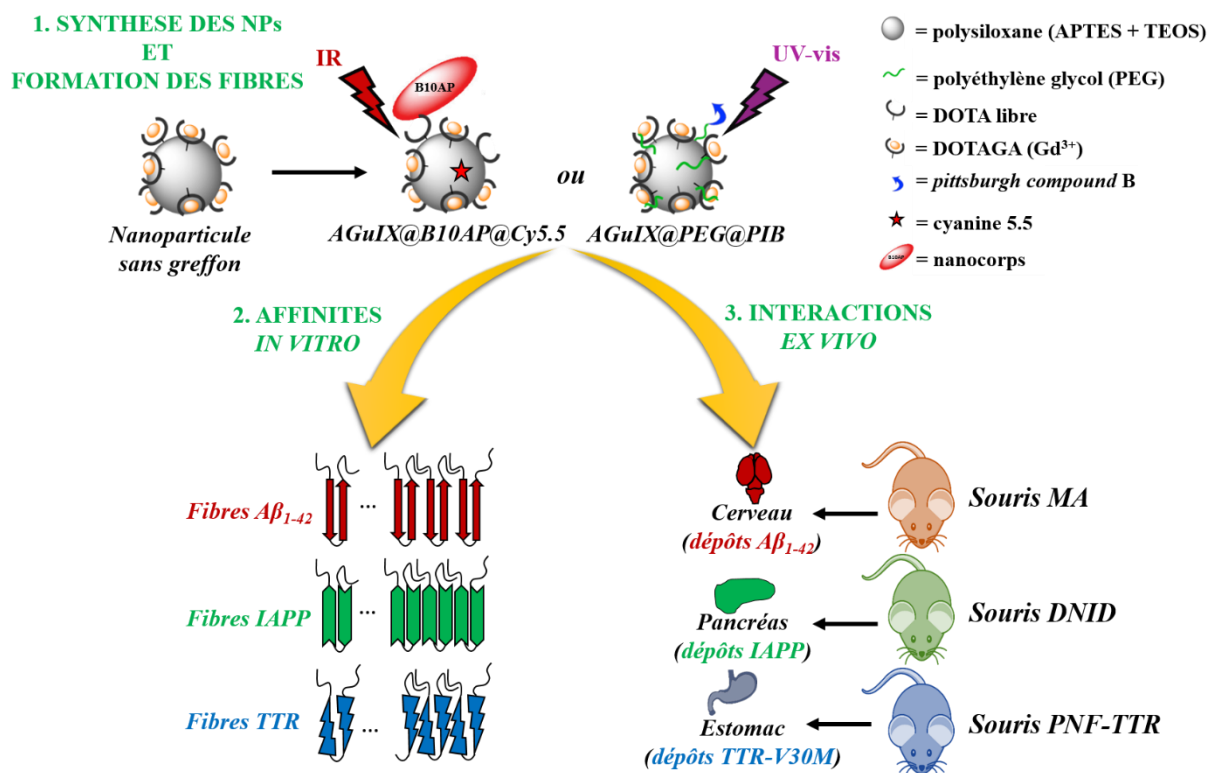 1. SYNTHESE DES NPs
ET
FORMATION DES FIBRES
IR
B10AP
UV-vis
Nanoparticule
sans greffon
AGuIX@B10AP@Cy5.5
ou
AGuIX@PEG@PIB
= polysiloxane (APTES + TEOS)
= polyéthylène glycol (PEG)
= DOTA libre
= DOTAGA (Gd³⁺)
= pittsburgh compound B
= cyanine 5.5
B10AP
= nanocorps
2. AFFINITES
IN VITRO
3. INTERACTIONS
EX VIVO
Fibres Aβ₁₋₄₂
...
Fibres IAPP
...
Fibres TTR
...
Cerveau
(dépôts Aβ₁₋₄₂)
Souris MA
Pancréas
(dépôts IAPP)
Souris DNID
Estomac
(dépôts TTR-V30M)
Souris PNF-TTR